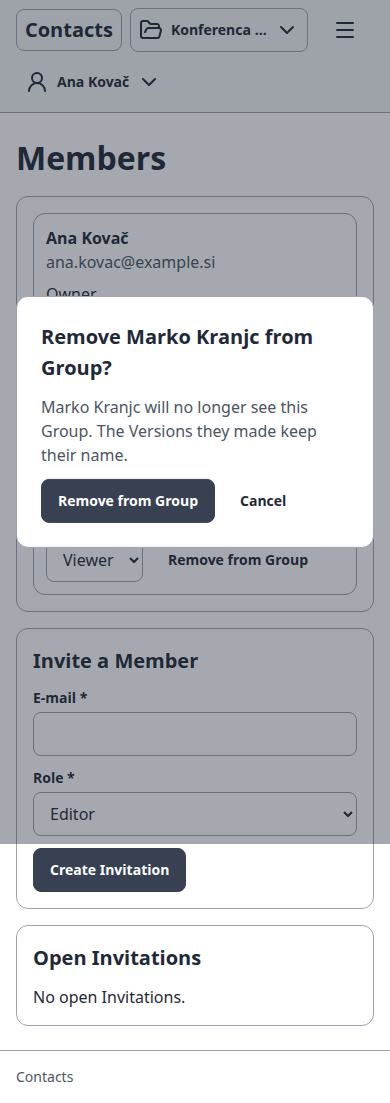 Contacts
Konferenca ...
Ana Kovač
Members
Ana Kovač
ana.kovac@example.si
Owner
Remove Marko Kranjc from
Group?
Marko Kranjc will no longer see this
Group. The Versions they made keep
their name.
Remove from Group
Cancel
Viewer
Remove from Group
Invite a Member
E-mail *
Role *
Editor
Create Invitation
Open Invitations
No open Invitations.
Contacts